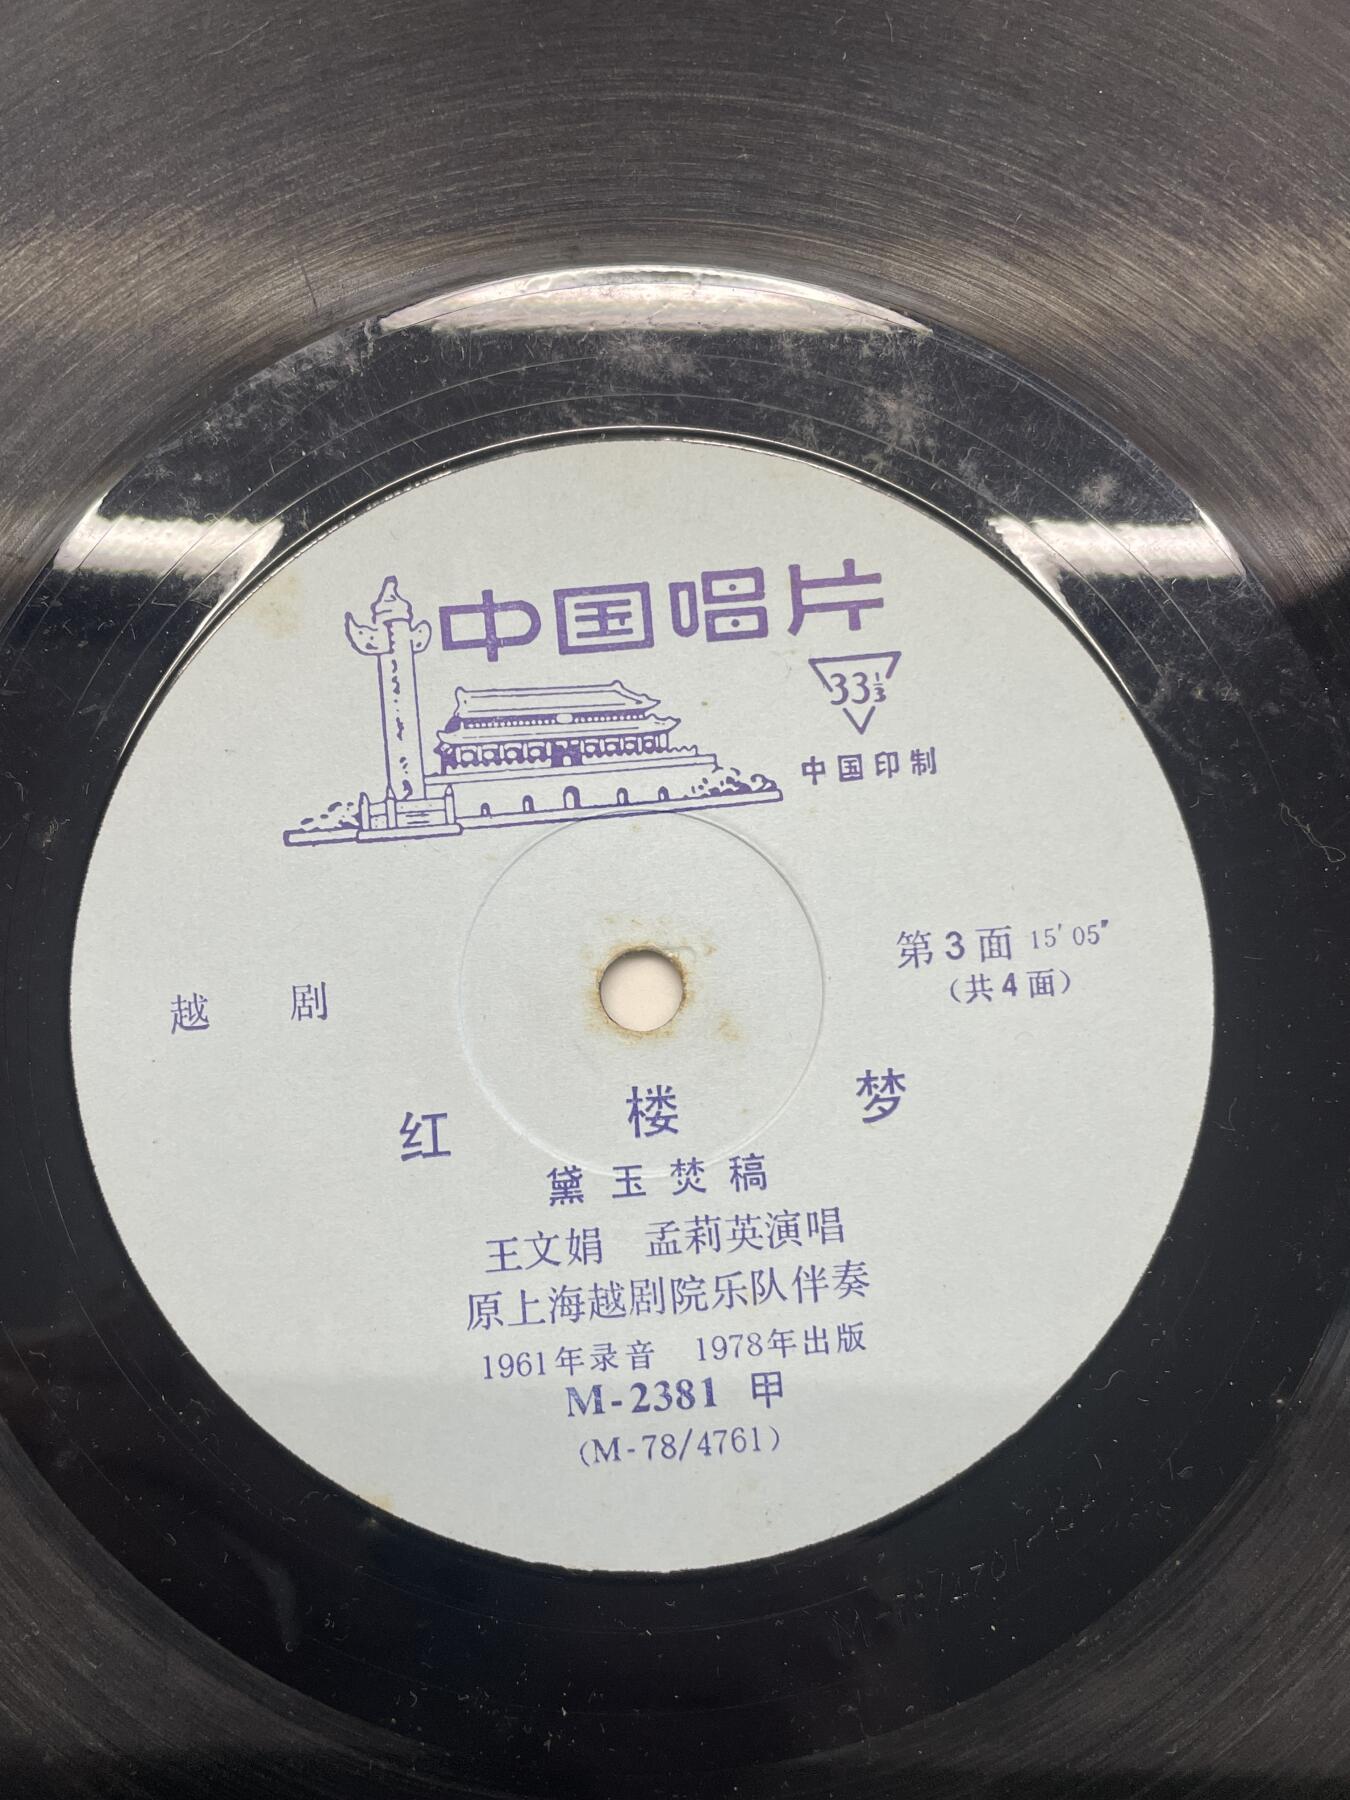 中国唱片
33⅓
中国印制
第3面 15′05″
(共4面)
越 剧
红 楼 梦
黛玉焚稿
王文娟 孟莉英演唱
原上海越剧院乐队伴奏
1961年录音 1978年出版
M-2381 甲
(M-78/4761)